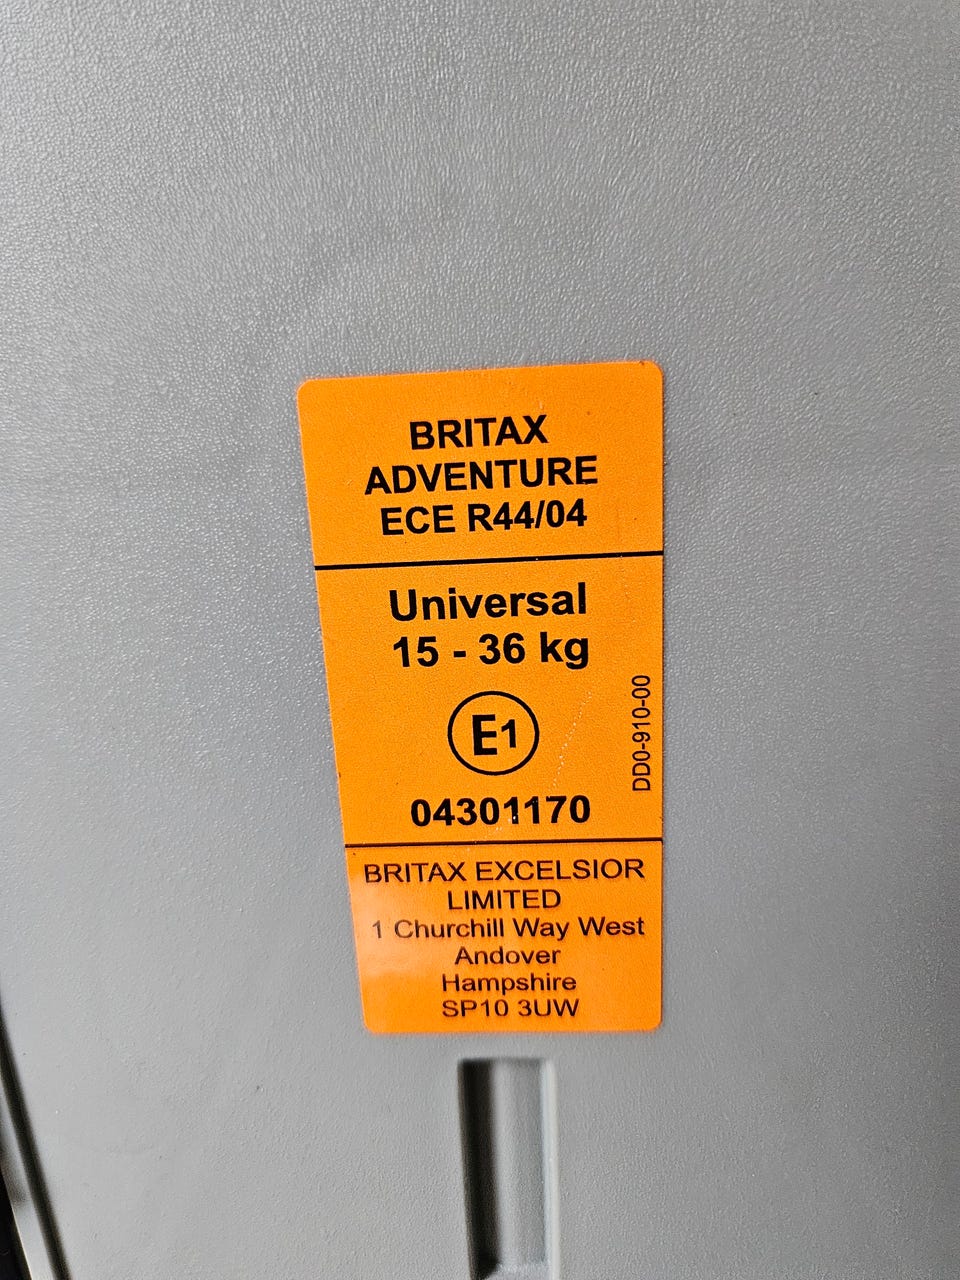 BRITAX
ADVENTURE
ECE R44/04
Universal
15 - 36 kg
E1
04301170
DD0-910-00
BRITAX EXCELSIOR
LIMITED
1 Churchill Way West
Andover
Hampshire
SP10 3UW